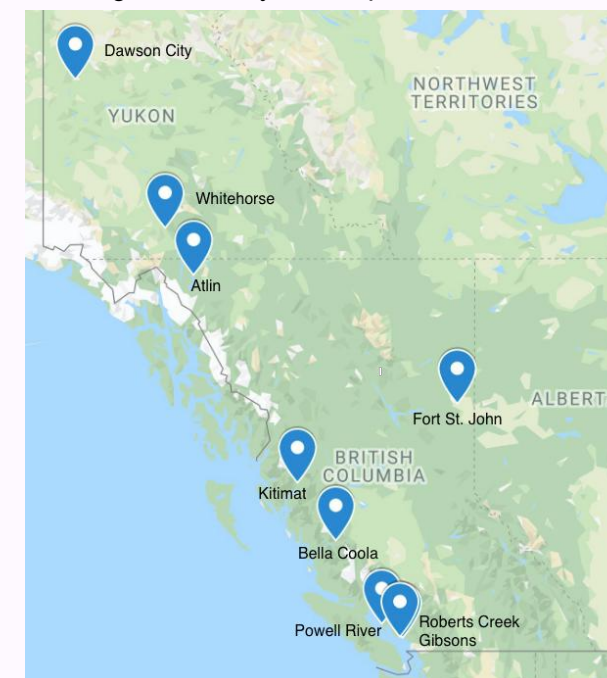 Dawson City
NORTHWEST
TERRITORIES
YUKON
Whitehorse
Atlin
ALBERT
Fort St. John
BRITISH
COLUMBIA
Kitimat
Bella Coola
Roberts Creek
Powell River
Gibsons